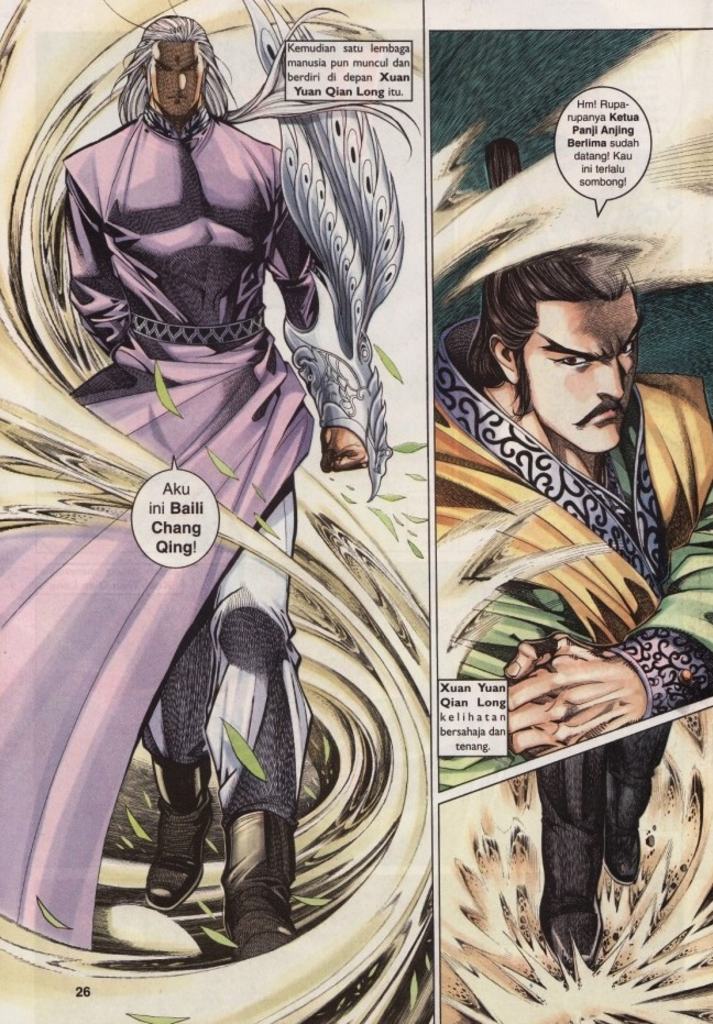 Kemudian satu lembaga
manusia pun muncul dan
berdiri di depan Xuan
Yuan Qian Long itu.
Aku
ini Baili
Chang
Qing!
Hm! Rupa-
rupanya Ketua
Panji Anjing
Berlima sudah
datang! Kau
ini terlalu
sombong!
Xuan Yuan
Qian Long
kelihatan
bersahaja dan
tenang.
26